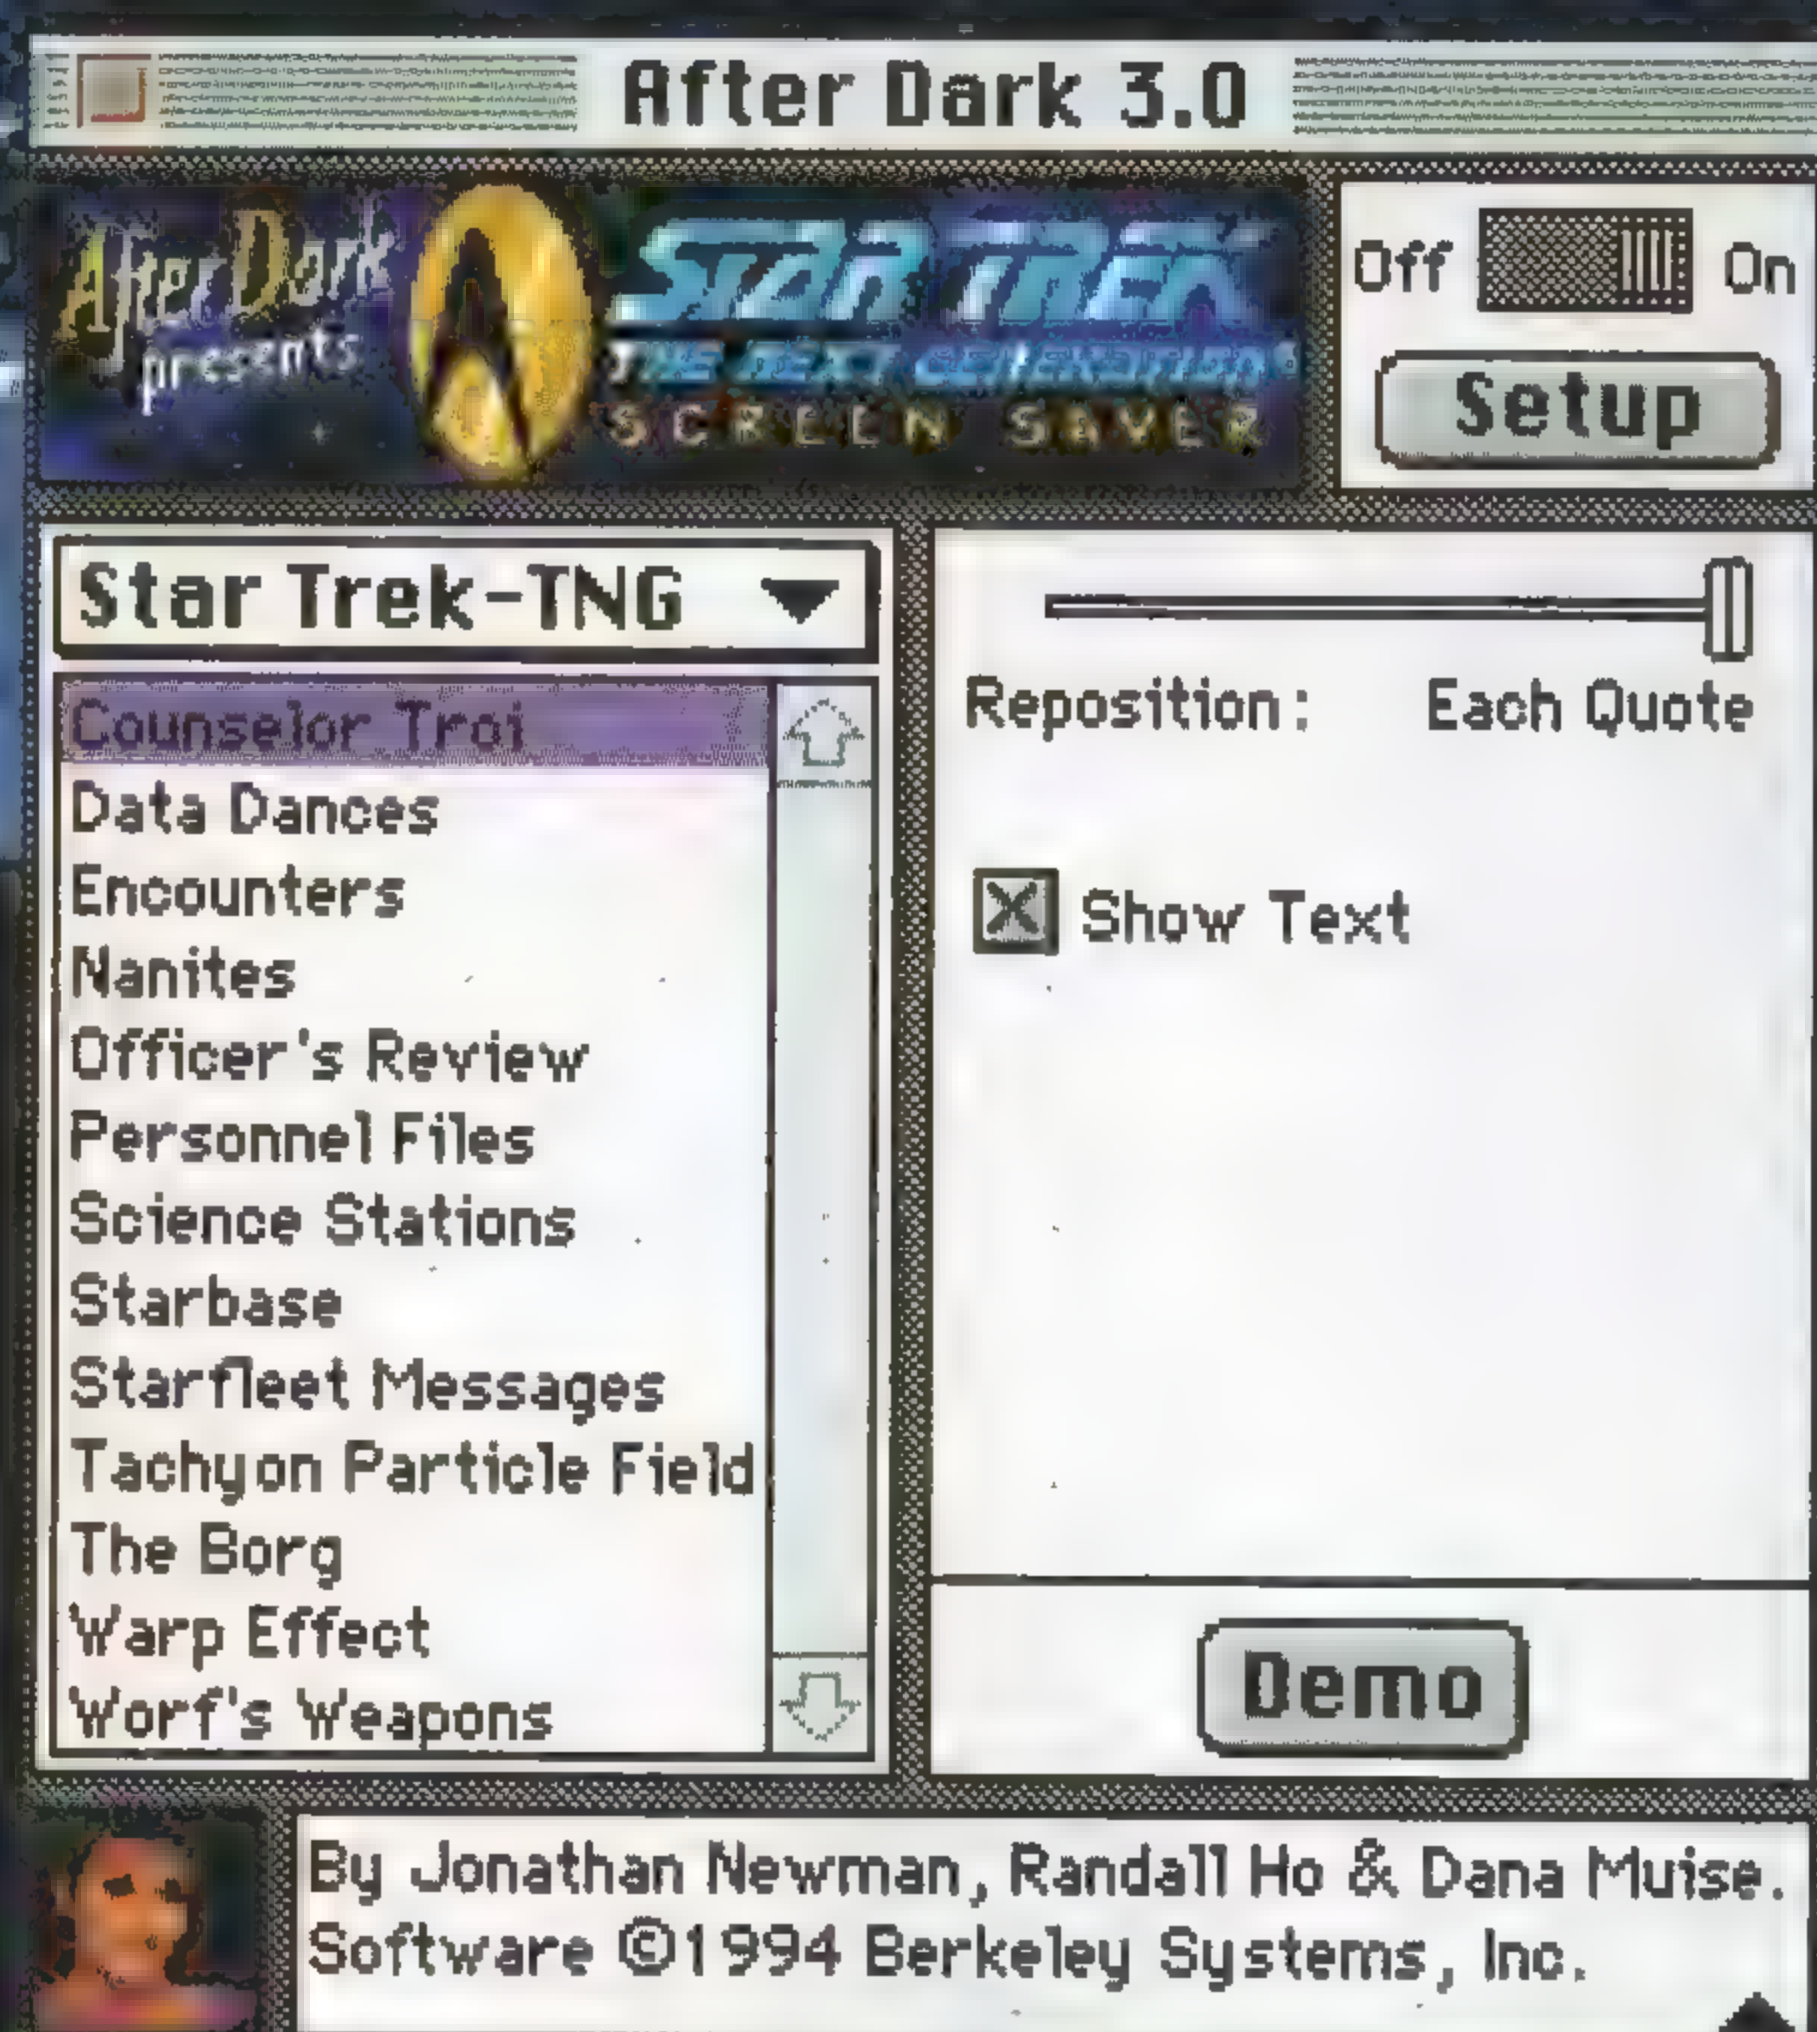 After Dark 3.0
After Dark
presents
STAR TREK
THE NEXT GENERATION
SCREEN SAVER
Off On
Setup
Star Trek-TNG
Counselor Troi
Data Dances
Encounters
Nanites
Officer's Review
Personnel Files
Science Stations
Starbase
Starfleet Messages
Tachyon Particle Field
The Borg
Warp Effect
Worf's Weapons
Reposition: Each Quote
Show Text
Demo
By Jonathan Newman, Randall Ho & Dana Muise.
Software ©1994 Berkeley Systems, Inc.